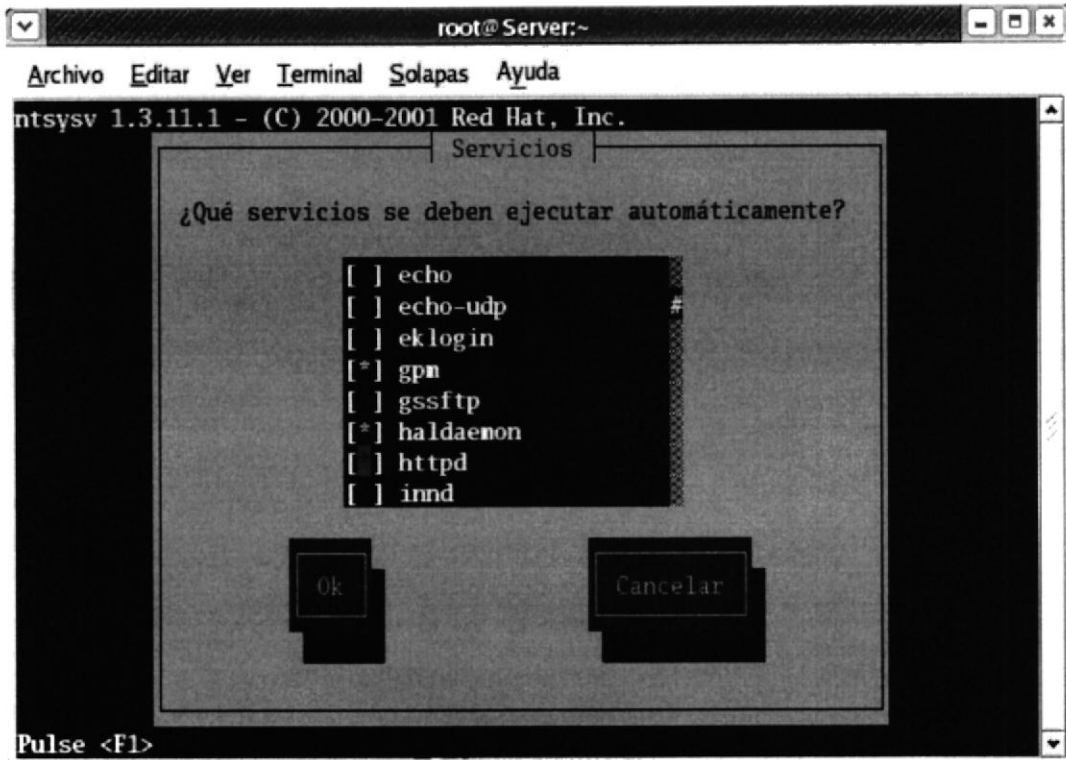 root@Server:~
Archivo Editar Ver Terminal Solapas Ayuda
ntsysv 1.3.11.1 - (C) 2000-2001 Red Hat, Inc.
Servicios
¿Qué servicios se deben ejecutar automáticamente?
[ ] echo
[ ] echo-udp #
[ ] eklogin
[*] gpm
[ ] gssftp
[*] haldaemon
[ ] httpd
[ ] innd
Ok Cancelar
Pulse <F1>